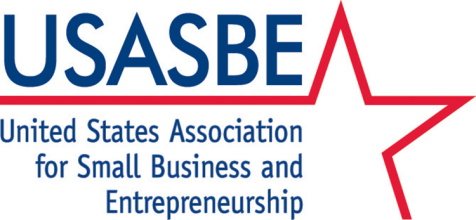 USASBE
United States Association
for Small Business and
Entrepreneurship